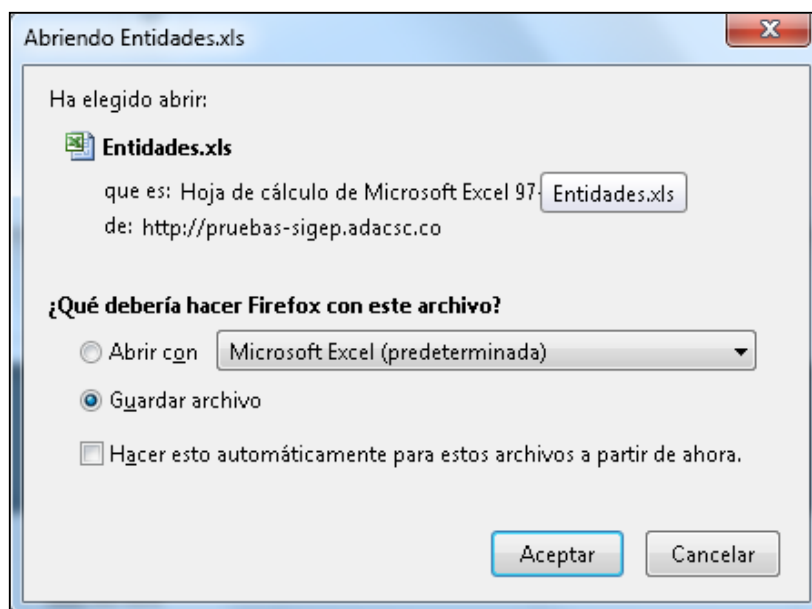 Abriendo Entidades.xls
Ha elegido abrir:
Entidades.xls
que es: Hoja de cálculo de Microsoft Excel 97- Entidades.xls
de: http://pruebas-sigep.adacsc.co
¿Qué debería hacer Firefox con este archivo?
Abrir con Microsoft Excel (predeterminada)
Guardar archivo
Hacer esto automáticamente para estos archivos a partir de ahora.
Aceptar Cancelar